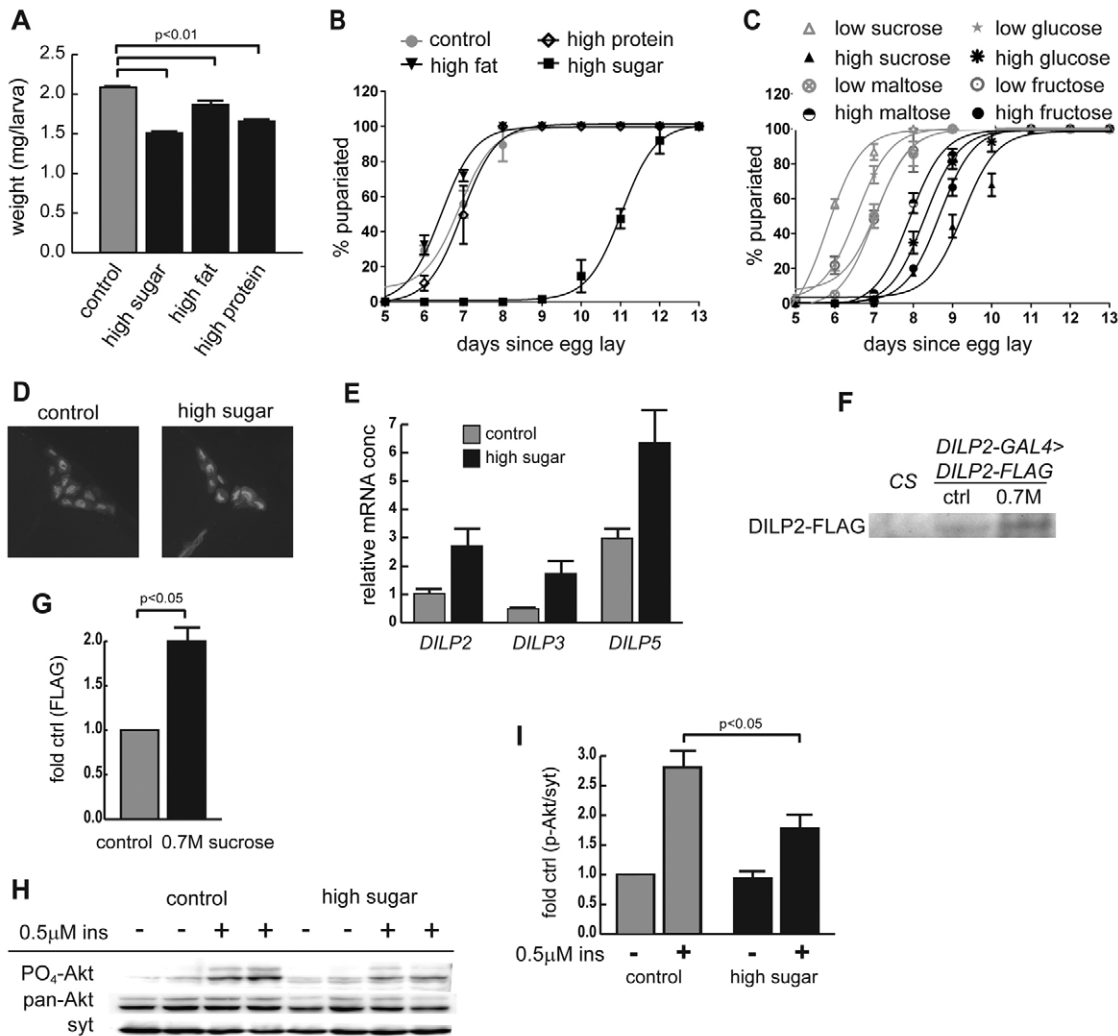 A
p<0.01
weight (mg/larva)
2.5
2.0
1.5
1.0
0.5
0.0
control
high sugar
high fat
high protein
B
control
high fat
high protein
high sugar
% pupariated
120
100
80
60
40
20
0
5 6 7 8 9 10 11 12 13
days since egg lay
C
low sucrose
high sucrose
low maltose
high maltose
low glucose
high glucose
low fructose
high fructose
% pupariated
120
100
80
60
40
20
0
5 6 7 8 9 10 11 12 13
days since egg lay
D
control
high sugar
E
control
high sugar
relative mRNA conc
7
6
5
4
3
2
1
0
DILP2 DILP3 DILP5
F
CS
DILP2-GAL4>
DILP2-FLAG
ctrl 0.7M
DILP2-FLAG
G
p<0.05
fold ctrl (FLAG)
2.0
1.0
0.5
0.0
control 0.7M sucrose
H
control high sugar
0.5μM ins - - + + - - + +
PO4-Akt
pan-Akt
syt
I
p<0.05
fold ctrl (p-Akt/syt)
3.0
2.5
2.0
1.5
1.0
0.5
0.0
0.5μM ins - + - +
control high sugar